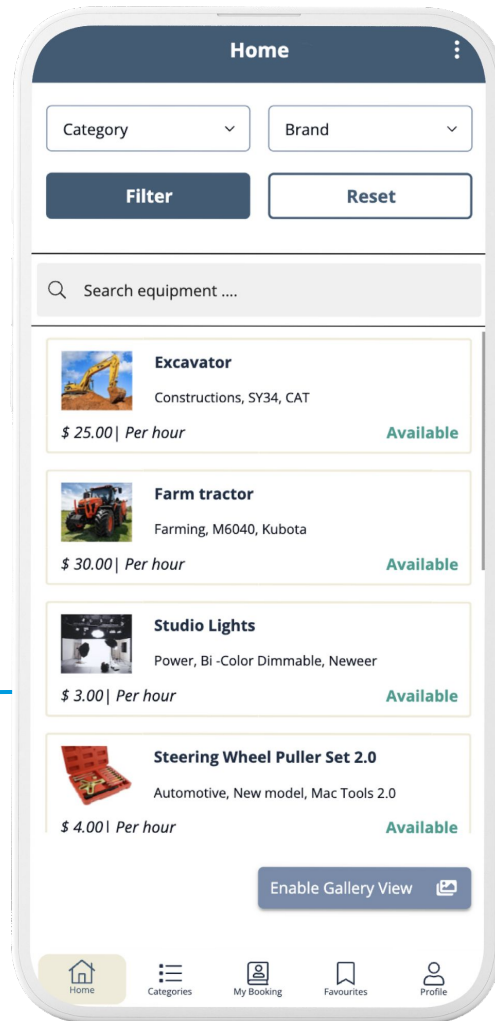 Home
Category
Brand
Filter
Reset
Search equipment ....
Excavator
Constructions, SY34, CAT
$ 25.00| Per hour
Available
Farm tractor
Farming, M6040, Kubota
$ 30.00| Per hour
Available
Studio Lights
Power, Bi -Color Dimmable, Neweer
$ 3.00| Per hour
Available
Steering Wheel Puller Set 2.0
Automotive, New model, Mac Tools 2.0
$ 4.00| Per hour
Available
Enable Gallery View
Home
Categories
My Booking
Favourites
Profile